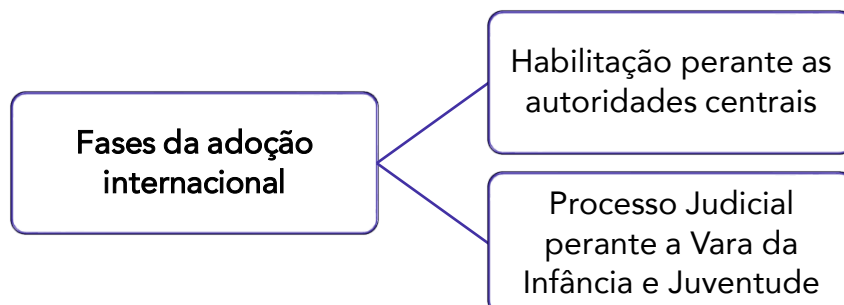 Fases da adoção
internacional
Habilitação perante as
autoridades centrais
Processo Judicial
perante a Vara da
Infância e Juventude